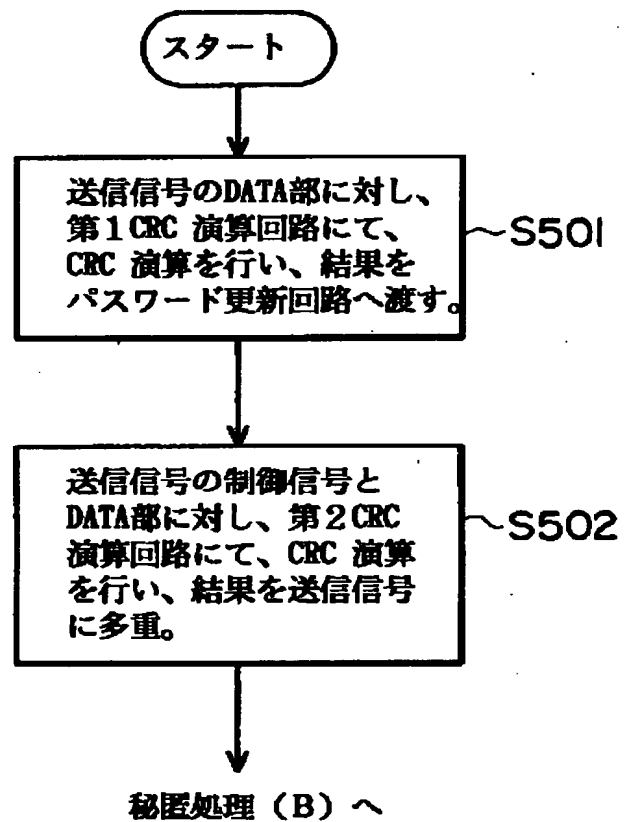 スタート
送信信号のDATA部に対し、
第1CRC 演算回路にて、
CRC 演算を行い、結果を
パスワード更新回路へ渡す。
S501
送信信号の制御信号と
DATA部に対し、第2CRC
演算回路にて、CRC 演算
を行い、結果を送信信号
に多重。
S502
秘匿処理(B)へ